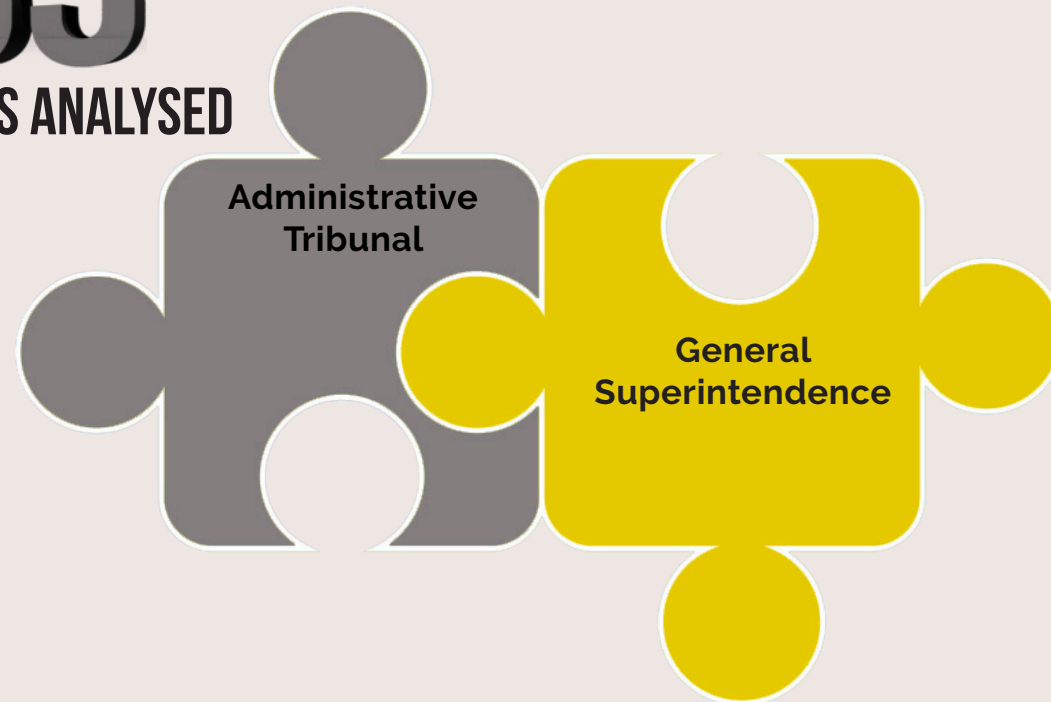 S ANALYSED
Administrative
Tribunal
General
Superintendence